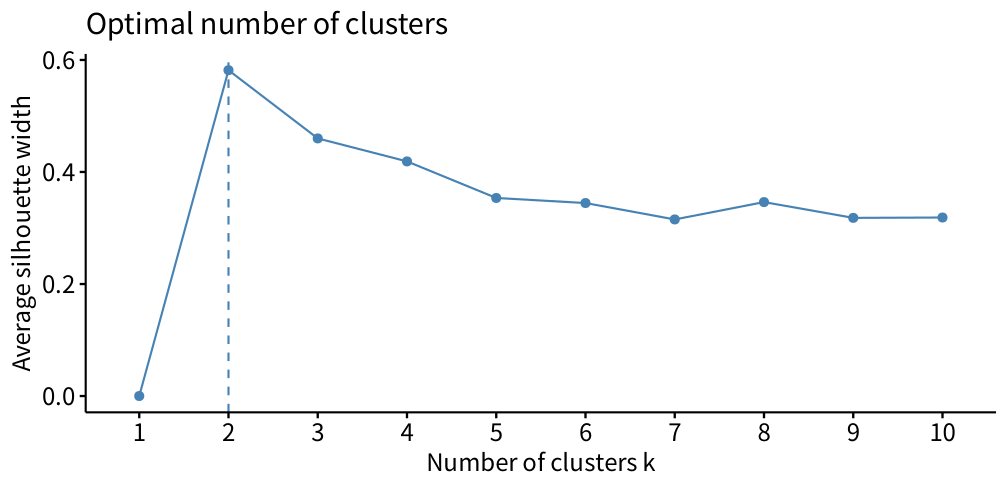 Optimal number of clusters
Average silhouette width
0.6
0.4
0.2
0.0
1 2 3 4 5 6 7 8 9 10
Number of clusters k